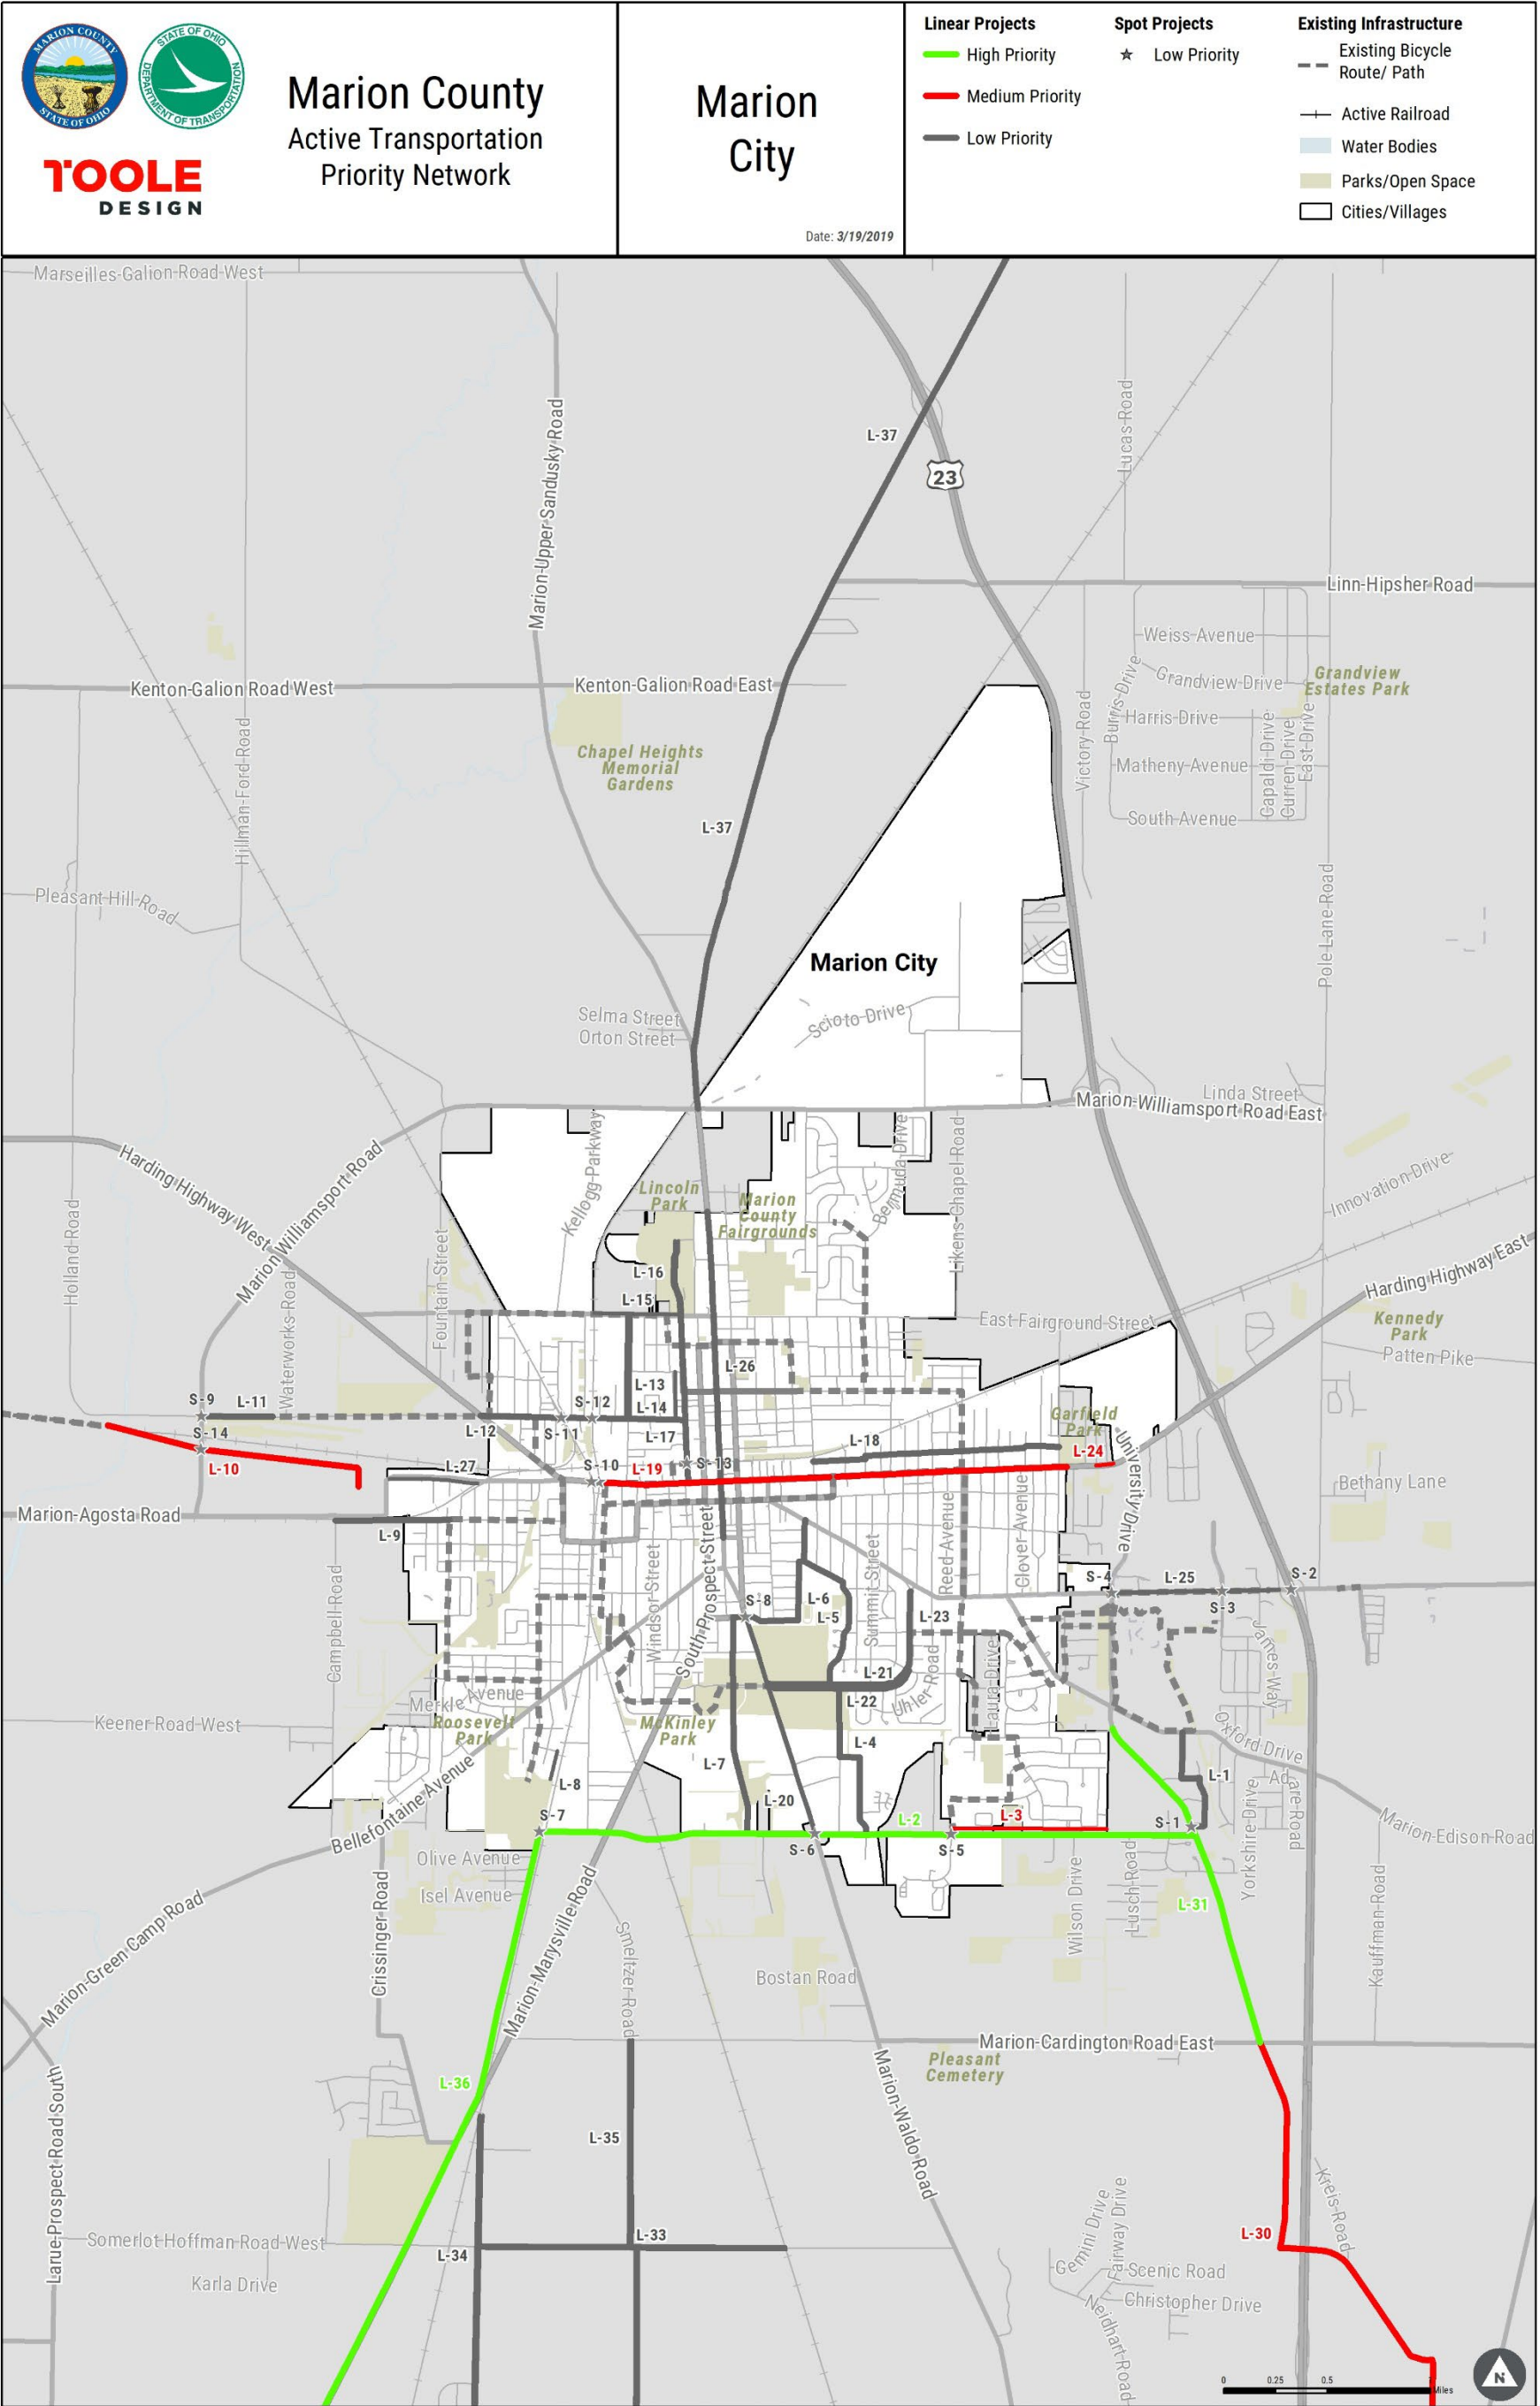 MARION COUNTY
STATE OF OHIO
STATE OF OHIO
DEPARTMENT OF TRANSPORTATION
TOOLE
DESIGN
Marion County
Active Transportation
Priority Network
Marion
City
Date: 3/19/2019
Linear Projects
High Priority
Medium Priority
Low Priority
Spot Projects
Low Priority
Existing Infrastructure
Existing Bicycle
Route/ Path
Active Railroad
Water Bodies
Parks/Open Space
Cities/Villages
Marseilles-Galion Road West
Marion-Upper Sandusky Road
Lucas Road
L-37
23
Linn-Hipsher Road
Weiss Avenue
Burris Drive
Grandview Drive
Grandview
Estates Park
Kenton-Galion Road West
Kenton-Galion Road East
Victory Road
Harris Drive
Capaldi Drive
Curren Drive
East Drive
Hillman-Ford Road
Chapel Heights
Memorial
Gardens
Matheny Avenue
L-37
South Avenue
Pleasant Hill Road
Pole Lane Road
Marion City
Selma Street
Orton Street
Scioto Drive
Linda Street
Marion-Williamsport Road East
Harding Highway West
Marion Williamsport Road
Kellogg Parkway
Bermuda Drive
Likens Chapel Road
Innovation Drive
Lincoln
Park
Marion
County
Fairgrounds
Holland Road
Waterworks Road
Fountain Street
Harding Highway East
L-16
L-15
East Fairground Street
Kennedy
Park
Patten Pike
L-26
L-13
S-9
L-11
S-12
L-14
Garfield
Park
S-14
L-12
S-11
L-17
L-18
L-24
University Drive
L-10
L-27
S-10
L-19
S-13
Bethany Lane
Marion-Agosta Road
L-9
Campbell Road
Windsor Street
South Prospect Street
Summit Street
Reed Avenue
Clover Avenue
S-4
L-25
S-2
S-8
L-6
L-5
L-23
S-3
James Way
L-21
L-22
Uhler Road
Laura Drive
Merkle Avenue
Keener Road West
Roosevelt
Park
McKinley
Park
Oxford Drive
L-4
L-7
L-8
L-1
Adare Road
L-20
Bellefontaine Avenue
S-7
L-2
L-3
S-1
Yorkshire Drive
Marion-Edison Road
S-6
S-5
Olive Avenue
Isel Avenue
Crissinger Road
Marion-Green Camp Road
Marion-Marysville Road
Smeltzer Road
Wilson Drive
Lusch Road
L-31
Kauffman Road
Bostan Road
Marion-Cardington Road East
Pleasant
Cemetery
L-36
Marion-Waldo Road
Larue-Prospect Road South
L-35
Kreis Road
Gemini Drive
Fairway Drive
L-30
Somerlot Hoffman Road West
L-33
L-34
Scenic Road
Karla Drive
Christopher Drive
Neidhart Road
0
0.25
0.5
Miles
N